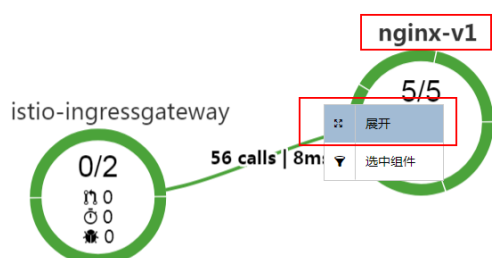 nginx-v1
5/5
istio-ingressgateway
展开
0/2
56 calls | 8ms
选中组件
0
0
0